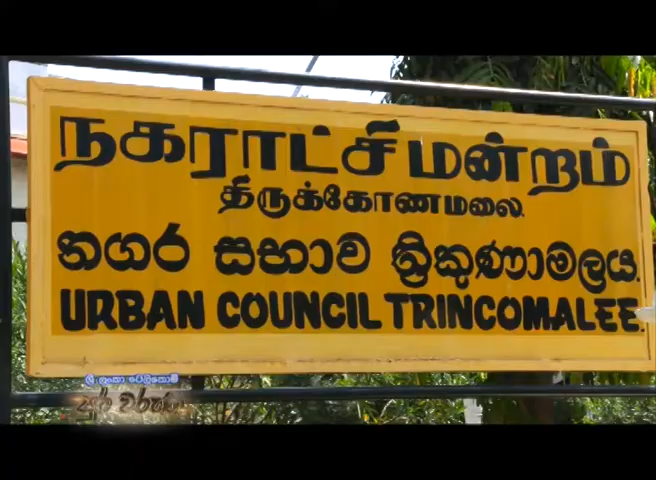 நகராட்சி மன்றம்
திருக்கோணமலை.
නගර සභාව ත්‍රිකුණාමලය.
URBAN COUNCIL TRINCOMALEE.
ශ්‍රී ලංකා ටෙලිකොම්